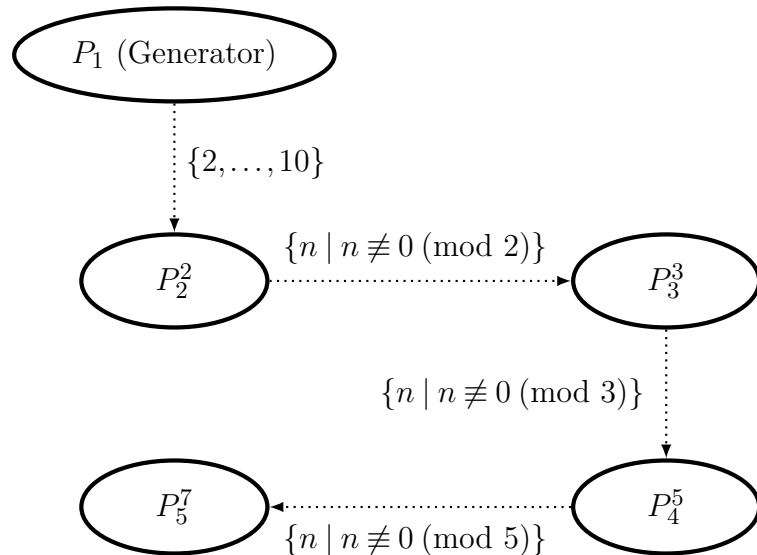 P₁ (Generator)
{2,…,10}
{n | n ≢ 0 (mod 2)}
P₂²
P₃³
{n | n ≢ 0 (mod 3)}
P₅⁷
P₄⁵
{n | n ≢ 0 (mod 5)}